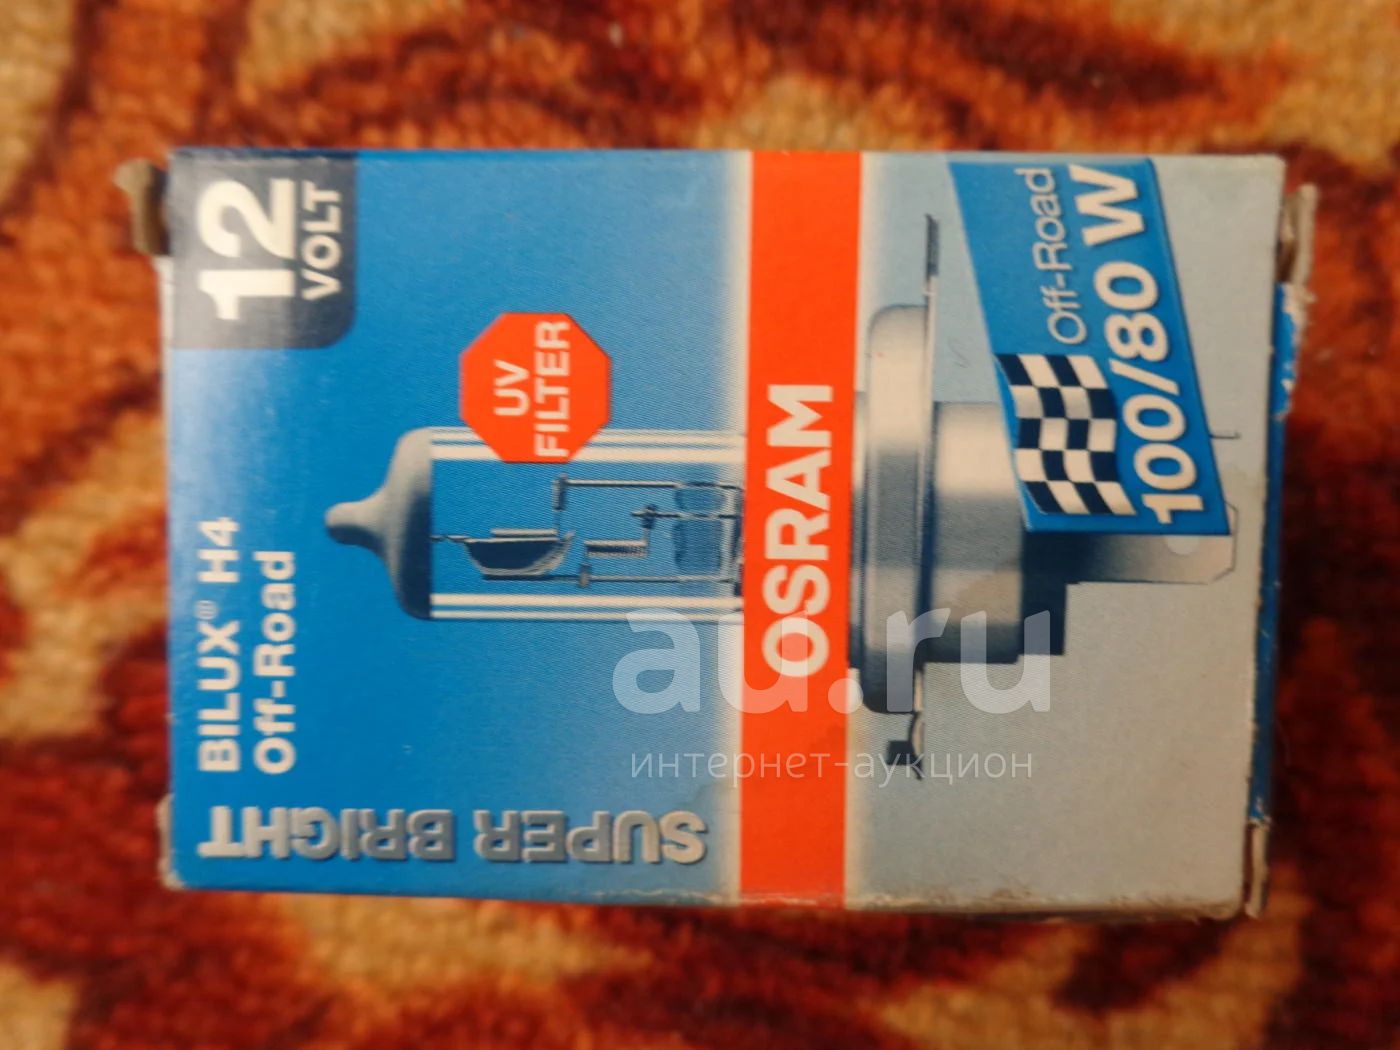 12
VOLT
BILUX® H4
Off-Road
SUPER BRIGHT
UV
FILTER
OSRAM
Off-Road
100/80 W
au.ru
интернет-аукцион